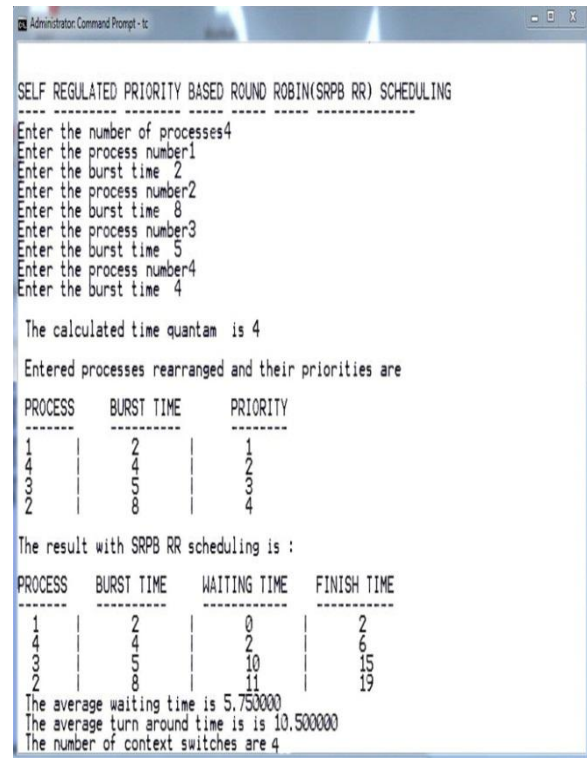 Administrator: Command Prompt - tc
SELF REGULATED PRIORITY BASED ROUND ROBIN(SRPB RR) SCHEDULING
---- --------- -------- ----- ----- ----- --------------
Enter the number of processes4
Enter the process number1
Enter the burst time  2
Enter the process number2
Enter the burst time  8
Enter the process number3
Enter the burst time  5
Enter the process number4
Enter the burst time  4
The calculated time quantam  is 4
Entered processes rearranged and their priorities are
PROCESS BURST TIME PRIORITY
------- ---------- --------
1 | 2 | 1
4 | 4 | 2
3 | 5 | 3
2 | 8 | 4
The result with SRPB RR scheduling is :
PROCESS BURST TIME WAITING TIME FINISH TIME
------- ---------- ------------ -----------
1 | 2 | 0 | 2
4 | 4 | 2 | 6
3 | 5 | 10 | 15
2 | 8 | 11 | 19
The average waiting time is 5.750000
The average turn around time is is 10.500000
The number of context switches are 4